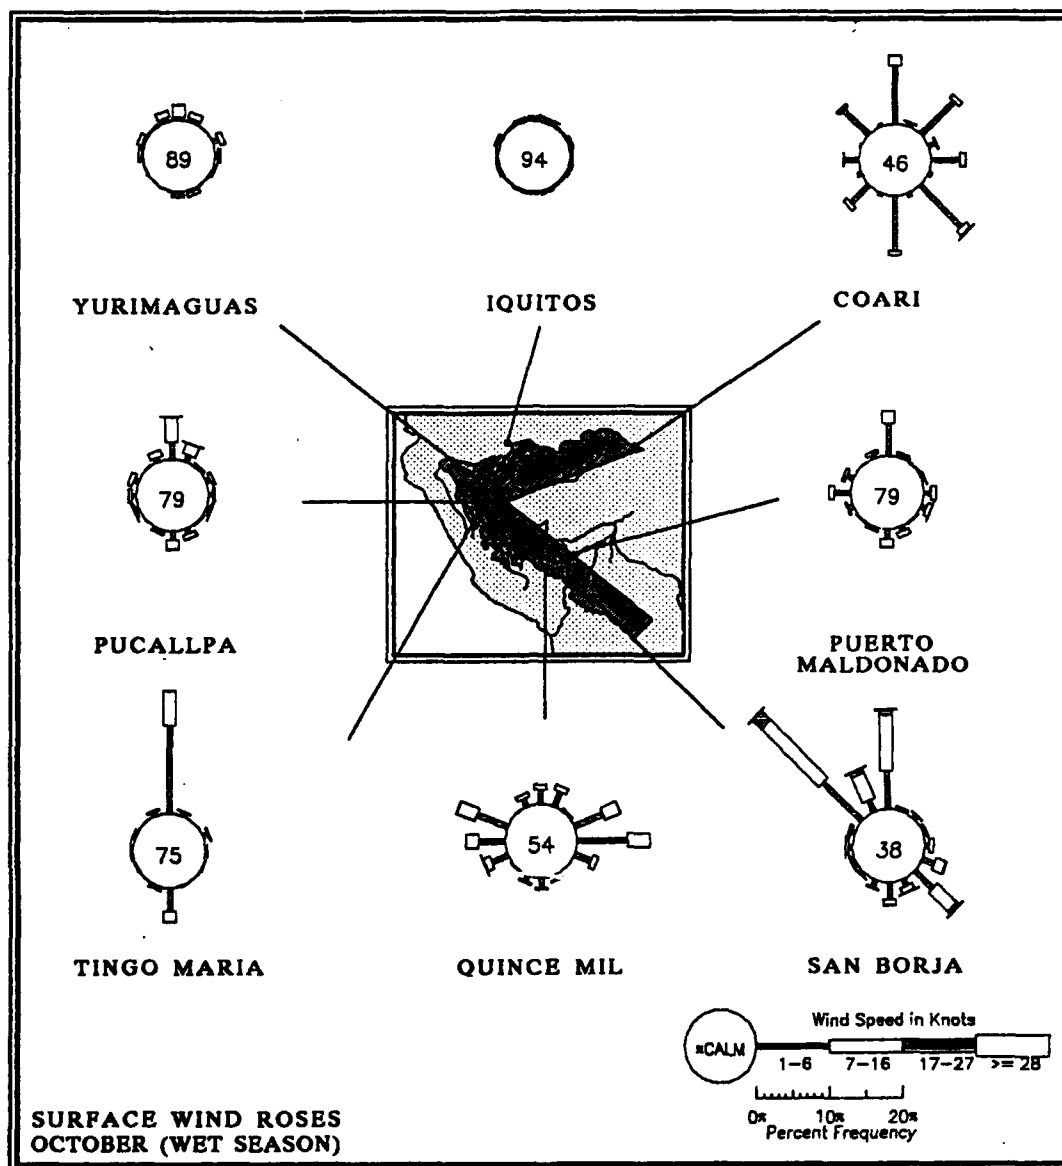 89
94
46
YURIMAGUAS
IQUITOS
COARI
79
79
PUCALLPA
PUERTO
MALDONADO
75
54
38
TINGO MARIA
QUINCE MIL
SAN BORJA
Wind Speed in Knots
%CALM
1-6 7-16 17-27 >= 28
0% 10% 20%
Percent Frequency
SURFACE WIND ROSES
OCTOBER (WET SEASON)